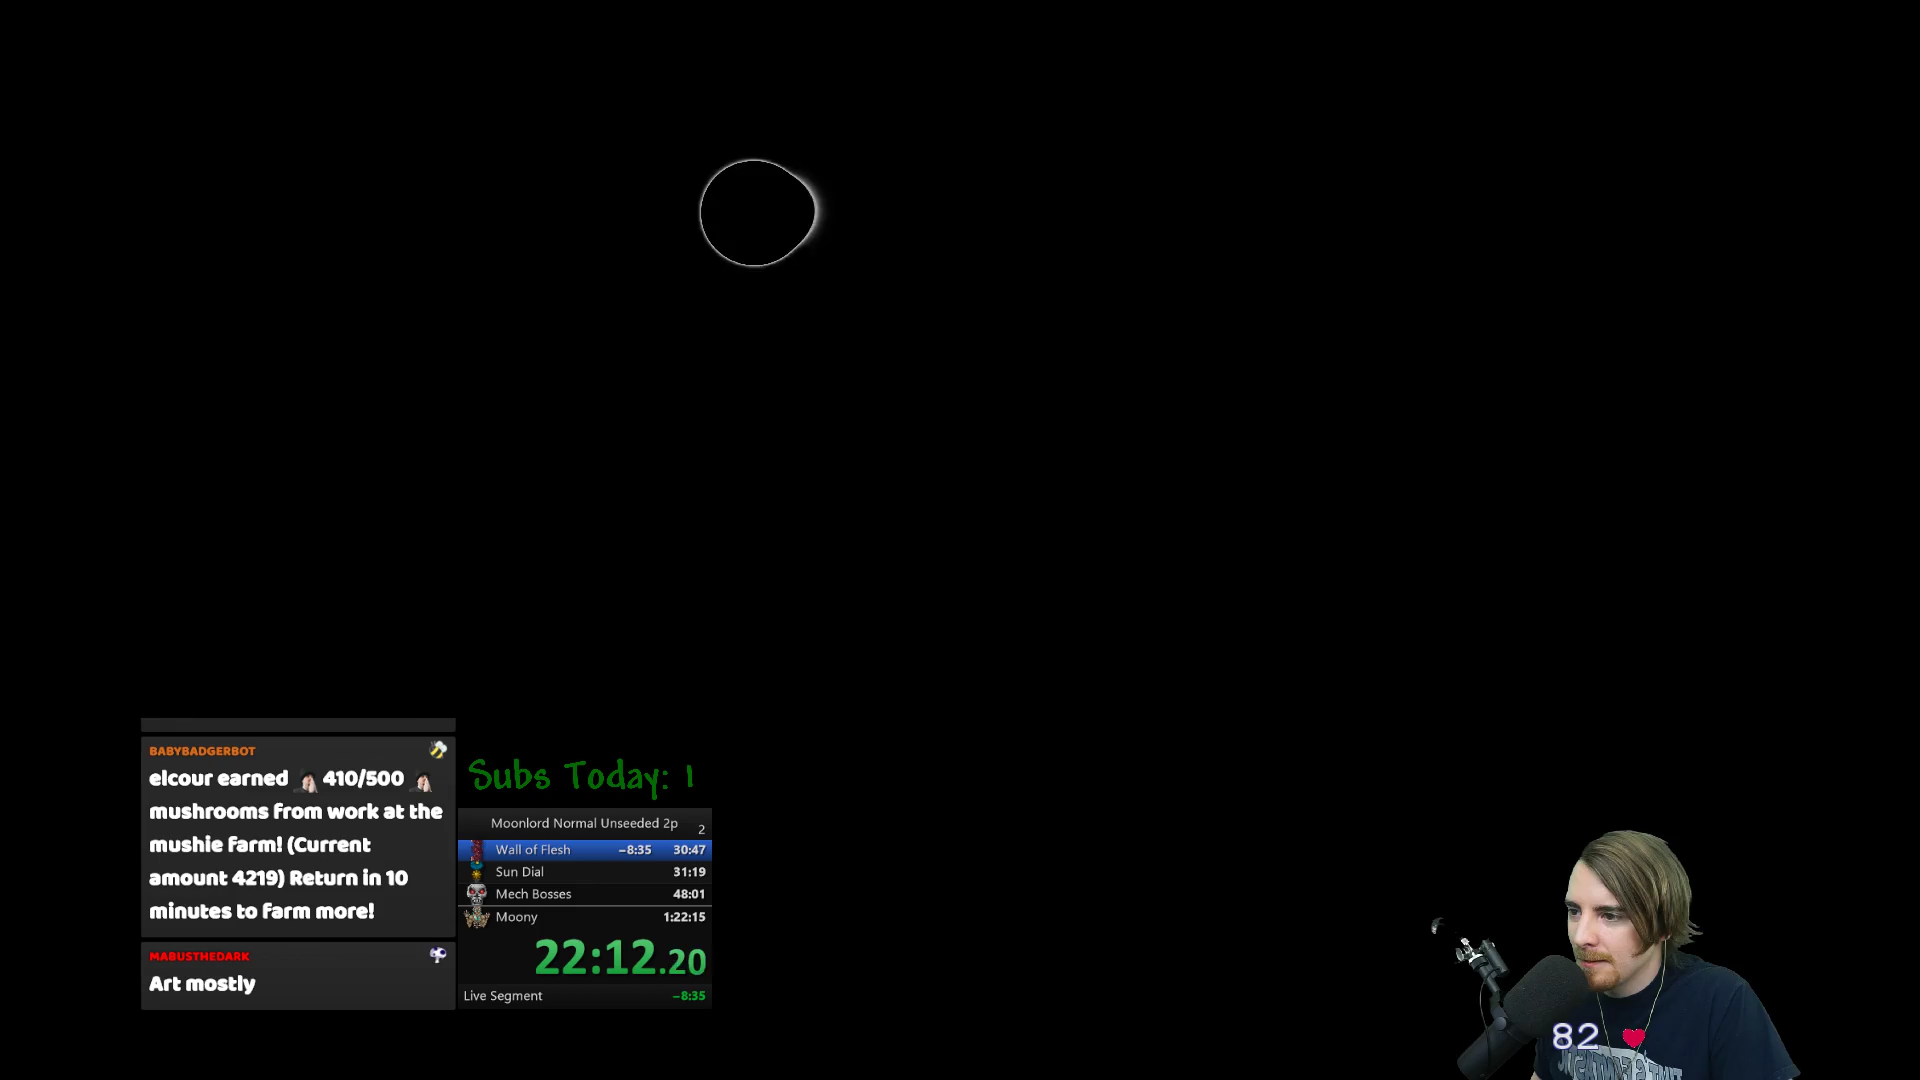 BABYBADGERBOT
elcour earned 410/500
mushrooms from work at the
mushie farm! (Current
amount 4219) Return in 10
minutes to farm more!
MABUSTHEDARK
Art mostly
Subs Today: 1
Moonlord Normal Unseeded 2p 2
Wall of Flesh −8:35 30:47
Sun Dial 31:19
Mech Bosses 48:01
Moony 1:22:15
22:12.20
Live Segment −8:35
82